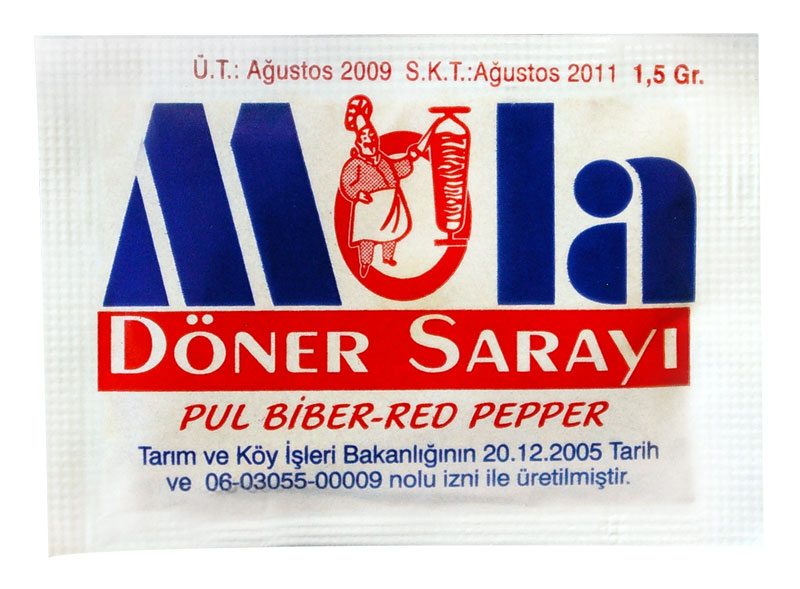 Ü.T.: Ağustos 2009 S.K.T.:Ağustos 2011 1,5 Gr.
Mola
DÖNER SARAYI
PUL BİBER-RED PEPPER
Tarım ve Köy İşleri Bakanlığının 20.12.2005 Tarih
ve 06-03055-00009 nolu izni ile üretilmiştir.